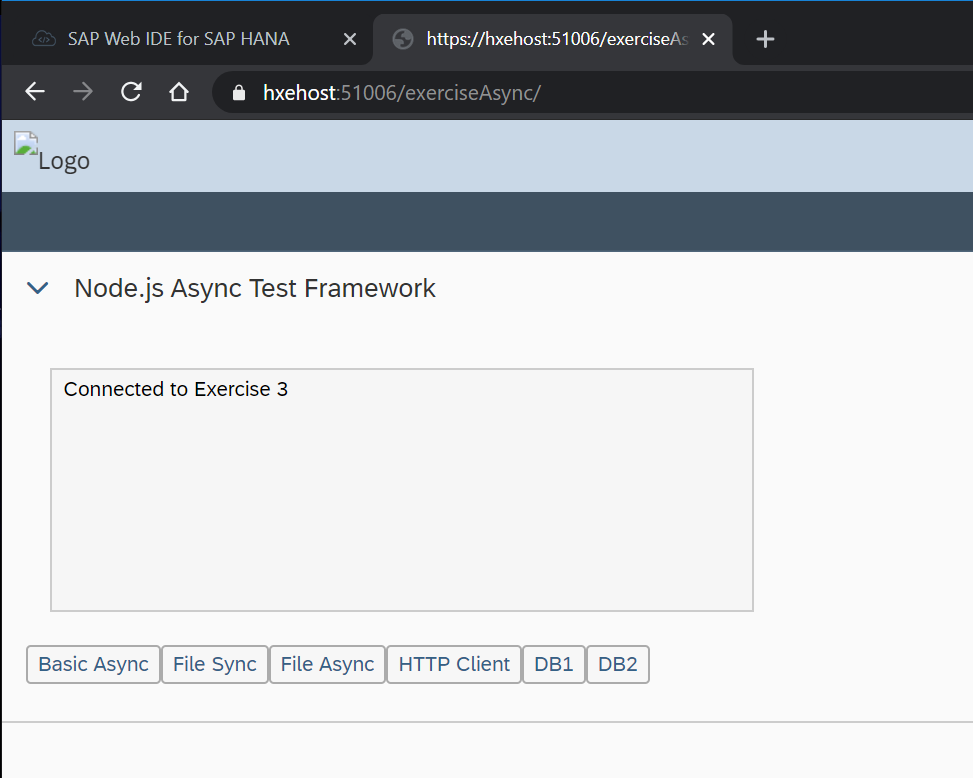 SAP Web IDE for SAP HANA
https://hxehost:51006/exerciseAs
hxehost:51006/exerciseAsync/
Logo
Node.js Async Test Framework
Connected to Exercise 3
Basic Async File Sync File Async HTTP Client DB1 DB2